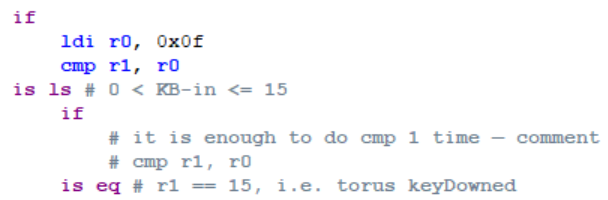 if
ldi r0, 0x0f
cmp r1, r0
is ls # 0 < KB-in <= 15
if
# it is enough to do cmp 1 time — comment
# cmp r1, r0
is eq # r1 == 15, i.e. torus keyDowned